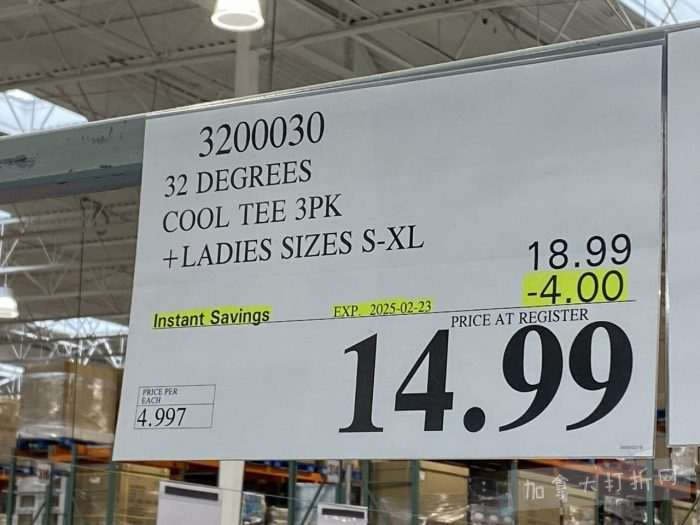 3200030
32 DEGREES
COOL TEE 3PK
+LADIES SIZES S-XL
18.99
-4.00
Instant Savings EXP. 2025-02-23
PRICE AT REGISTER
14.99
PRICE PER
EACH
4.997
加拿大打折网